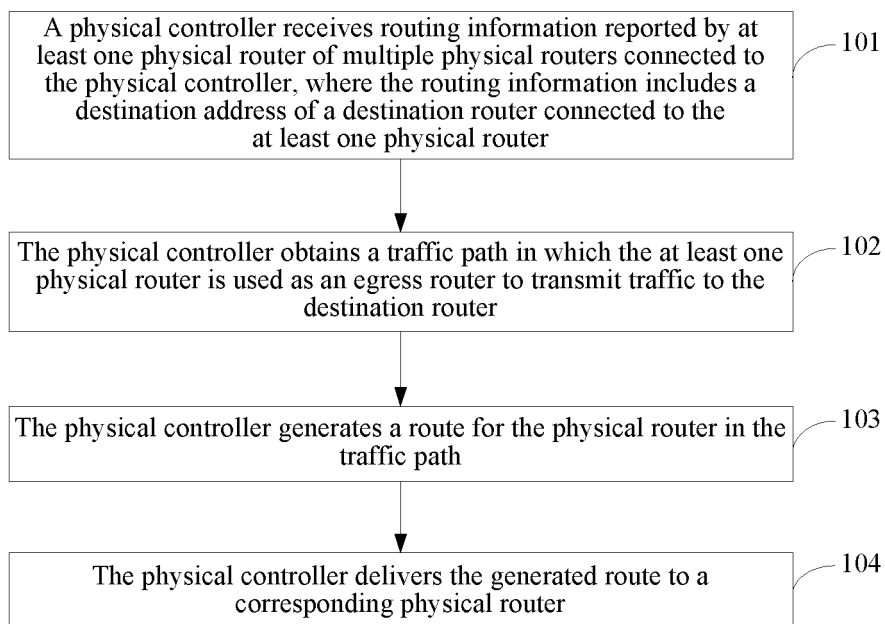 A physical controller receives routing information reported by at
least one physical router of multiple physical routers connected to
the physical controller, where the routing information includes a
destination address of a destination router connected to the
at least one physical router
101
The physical controller obtains a traffic path in which the at least one
physical router is used as an egress router to transmit traffic to the
destination router
102
The physical controller generates a route for the physical router in the
traffic path
103
The physical controller delivers the generated route to a
corresponding physical router
104